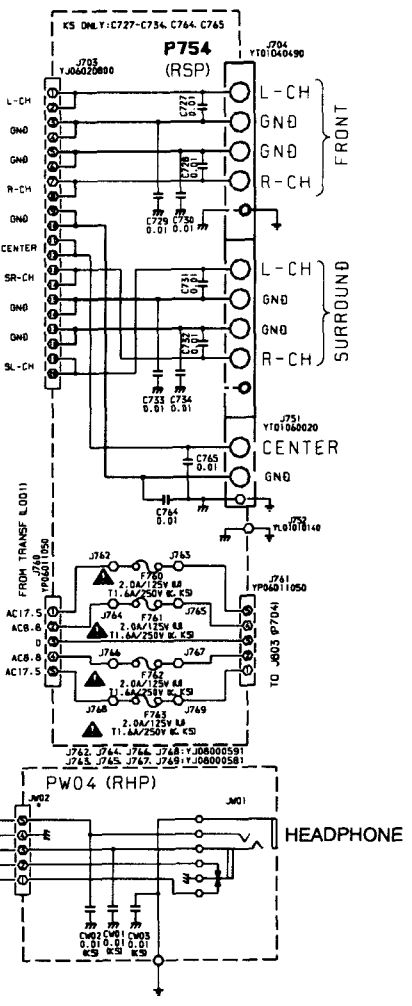 KS ONLY:C727-C734, C764, C765
J703
YJ06020800
P754
(RSP)
J704
YT01040490
L-CH
GND
GND
R-CH
GND
CENTER
SR-CH
GND
GND
SL-CH
C727
0.01
C728
0.01
C729
0.01
C730
0.01
L-CH
GND
GND
R-CH
FRONT
C731
0.01
C732
0.01
C733
0.01
C734
0.01
L-CH
GND
GND
R-CH
SURROUND
J751
YT01060020
CENTER
GND
C765
0.01
C764
0.01
J752
YL01010140
FROM TRANSF (L001)
J760
YP06011050
AC17.5
AC8.8
0
AC8.8
AC17.5
J762
J763
F760
2.0A/125V (U)
T1.6A/250V (K, KS)
J764
F761
J765
2.0A/125V (U)
T1.6A/250V (K, KS)
J766
F762
J767
2.0A/125V (U)
T1.6A/250V (K, KS)
J768
F763
J769
2.0A/125V (U)
T1.6A/250V (K, KS)
J761
YP06011050
TO J803 (P704)
J762, J764, J766, J768:YJ08000591
J763, J765, J767, J769:YJ08000581
PW04 (RHP)
JW02
JW01
HEADPHONE
CW02
0.01
(KS)
CW01
0.01
(KS)
CW03
0.01
(KS)